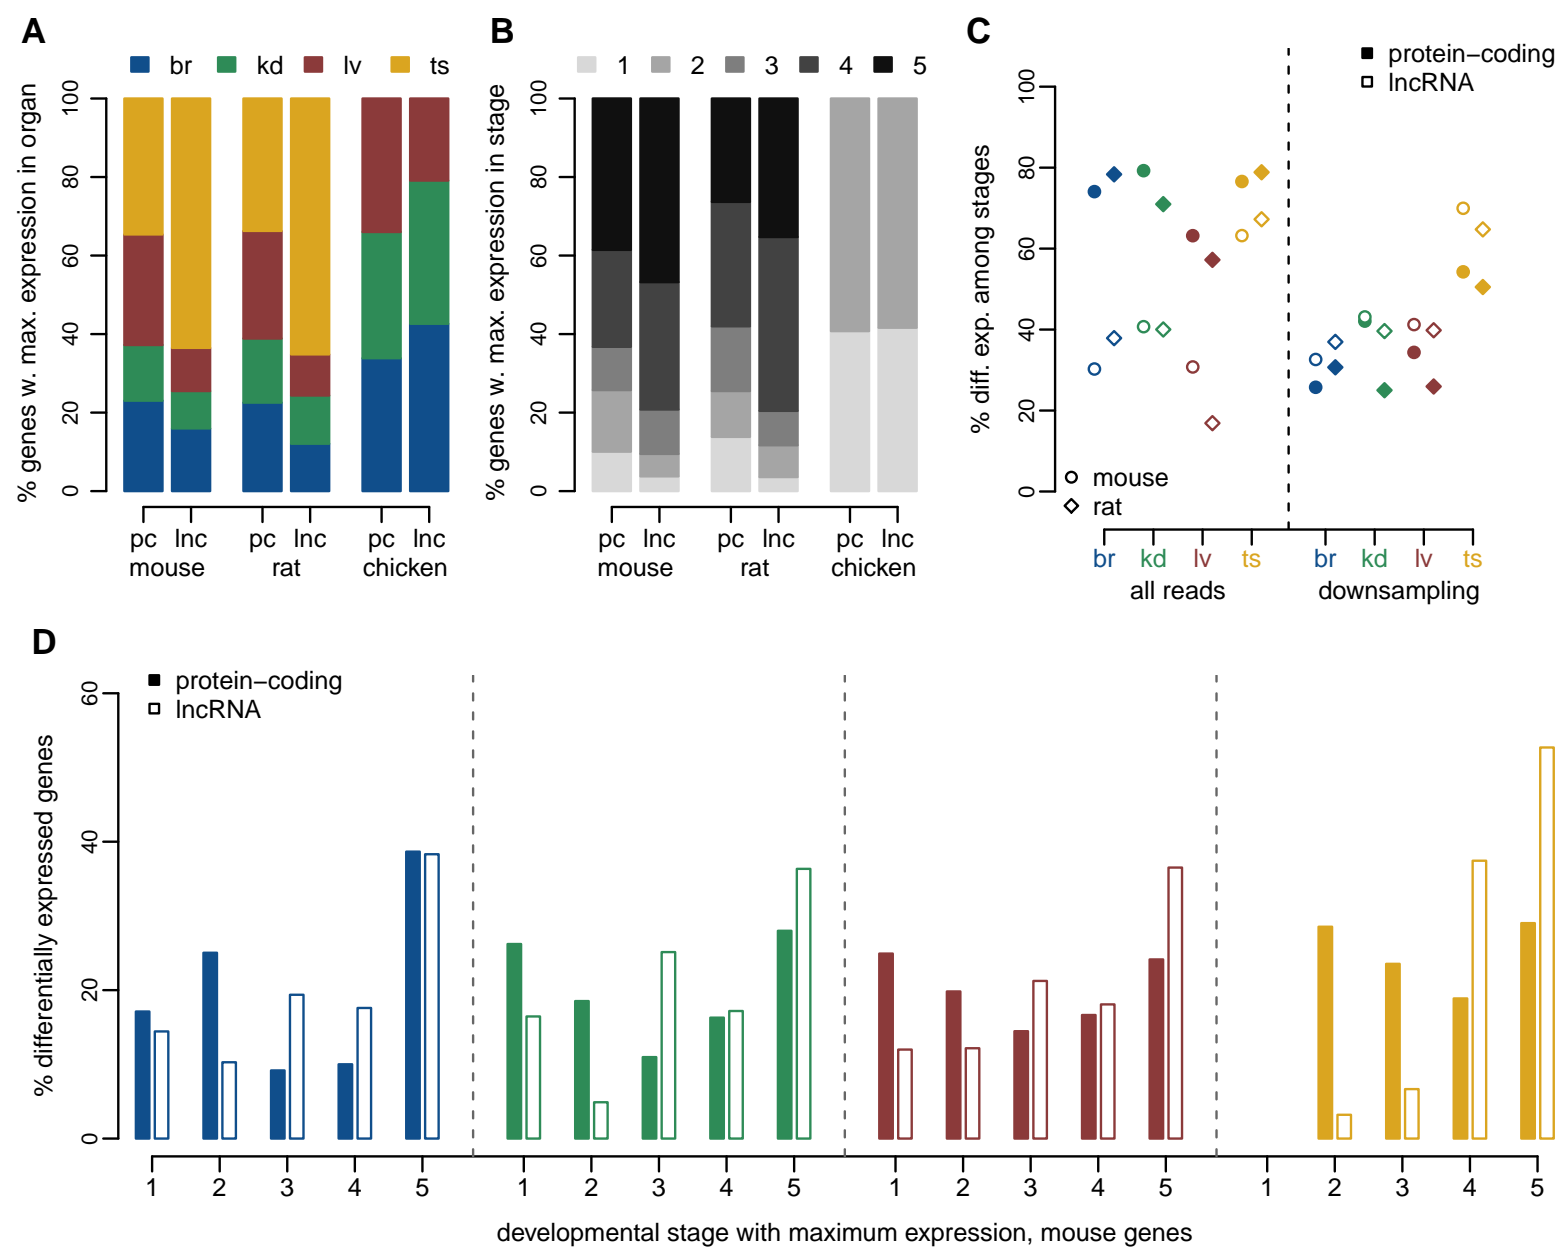 A
br kd lv ts
% genes w. max. expression in organ
0 20 40 60 80 100
pc lnc pc lnc pc lnc
mouse rat chicken
B
1 2 3 4 5
% genes w. max. expression in stage
0 20 40 60 80 100
pc lnc pc lnc pc lnc
mouse rat chicken
C
protein−coding
lncRNA
% diff. exp. among stages
0 20 40 60 80 100
mouse
rat
br kd lv ts br kd lv ts
all reads downsampling
D
protein−coding
lncRNA
% differentially expressed genes
0 20 40 60
1 2 3 4 5 1 2 3 4 5 1 2 3 4 5 1 2 3 4 5
developmental stage with maximum expression, mouse genes